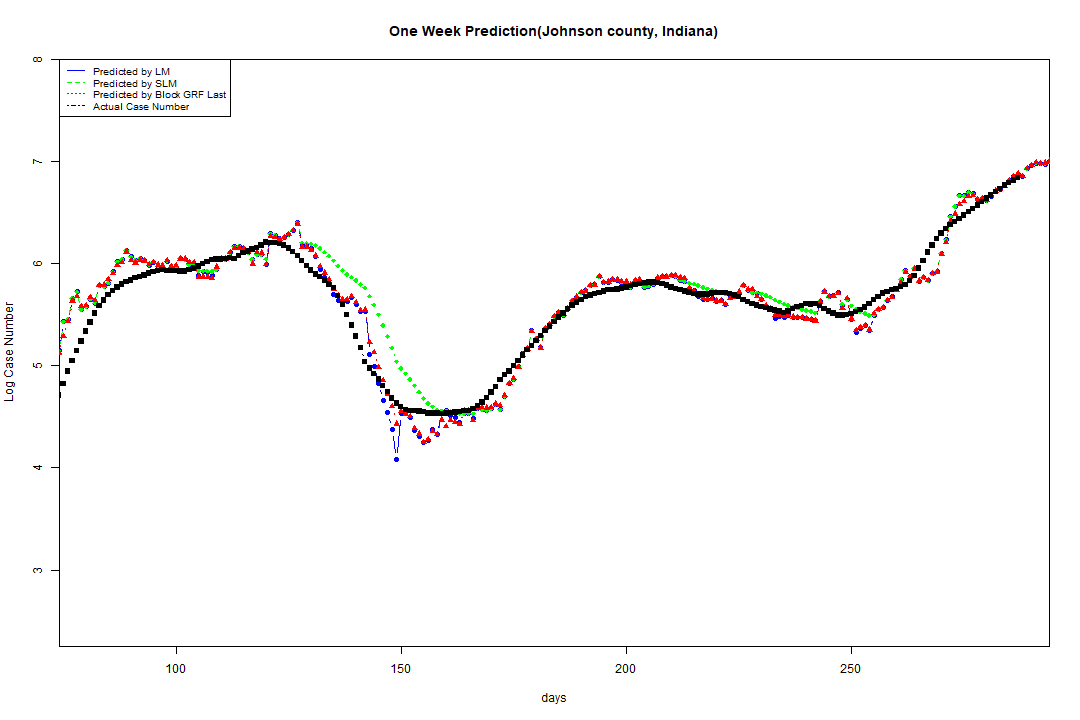 One Week Prediction(Johnson county, Indiana)
Predicted by LM
Predicted by SLM
Predicted by Block GRF Last
Actual Case Number
8
7
6
5
4
3
Log Case Number
100 150 200 250
days